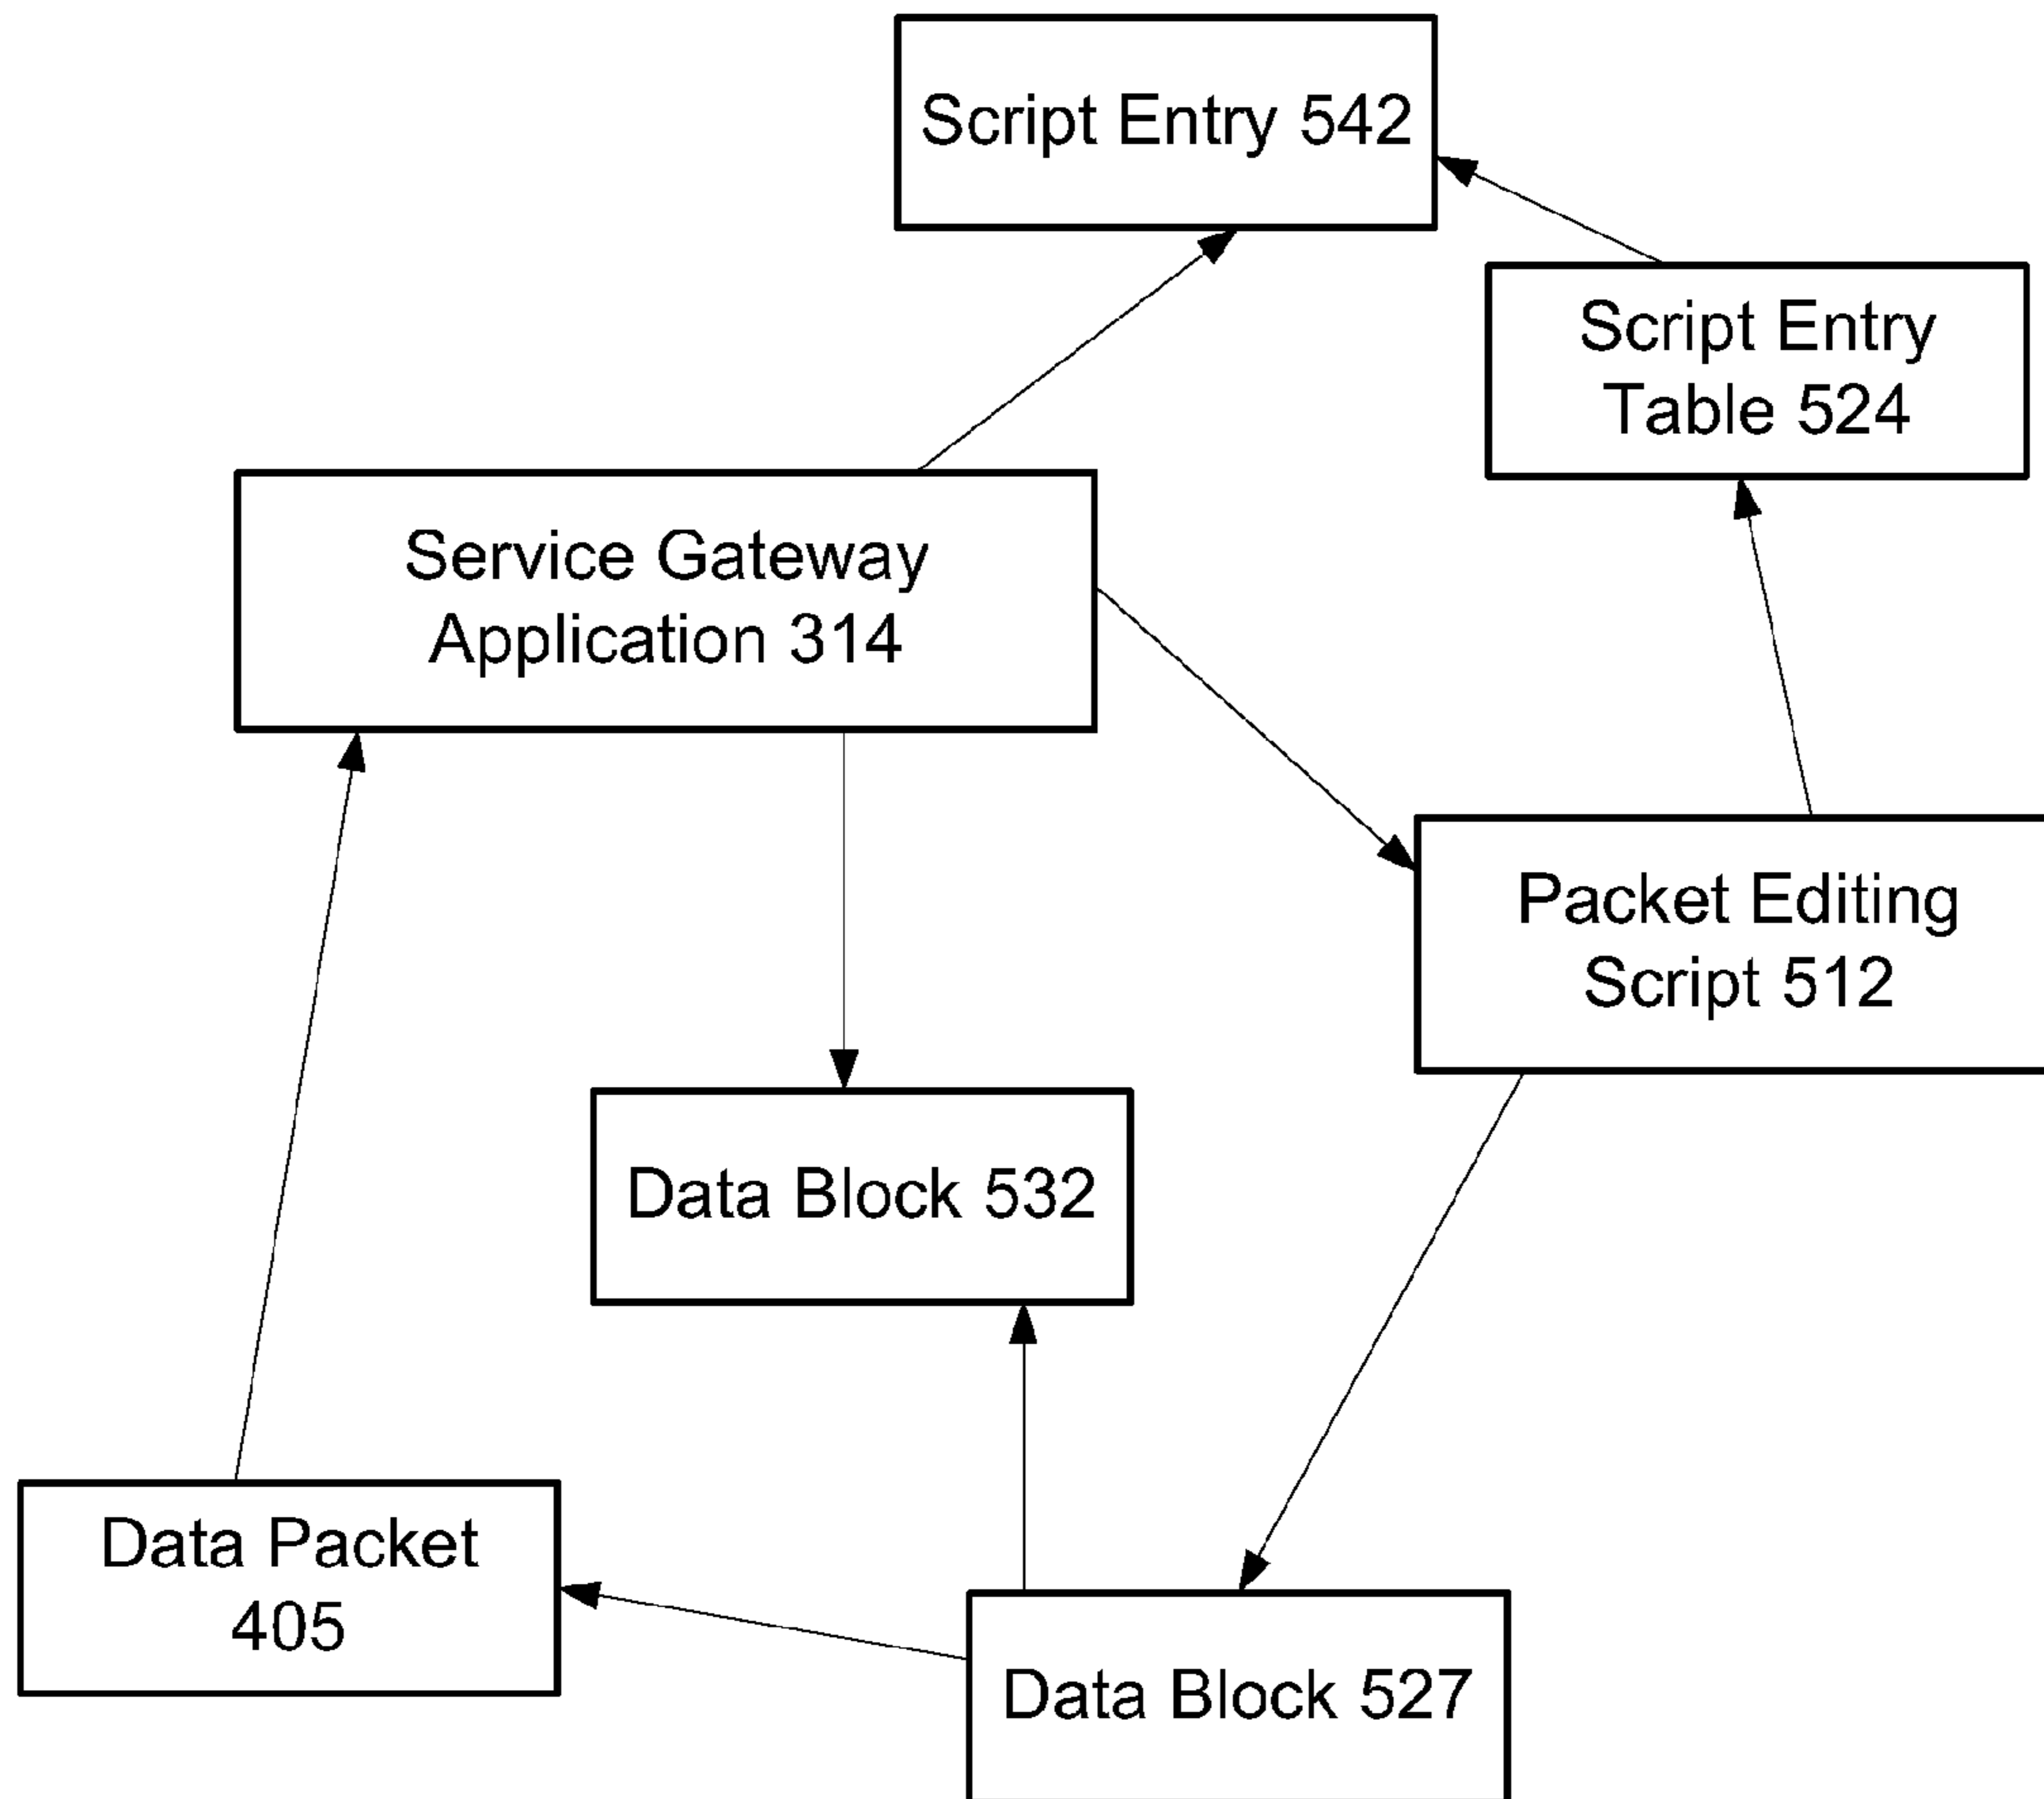 Script Entry 542
Script Entry
Table 524
Service Gateway
Application 314
Packet Editing
Script 512
Data Block 532
Data Packet
405
Data Block 527